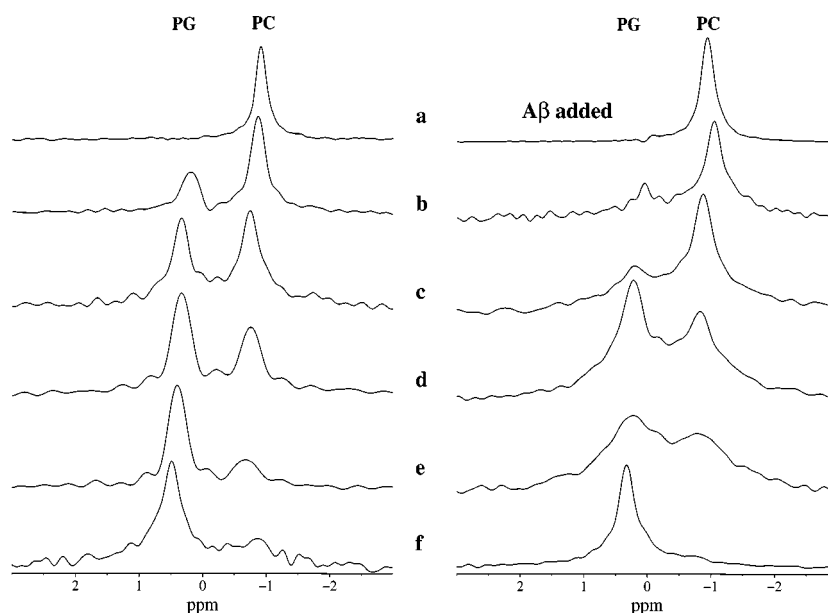 PG PC PG PC
a Aβ added
b
c
d
e
f
2 1 0 −1 −2 2 1 0 −1 −2
ppm ppm